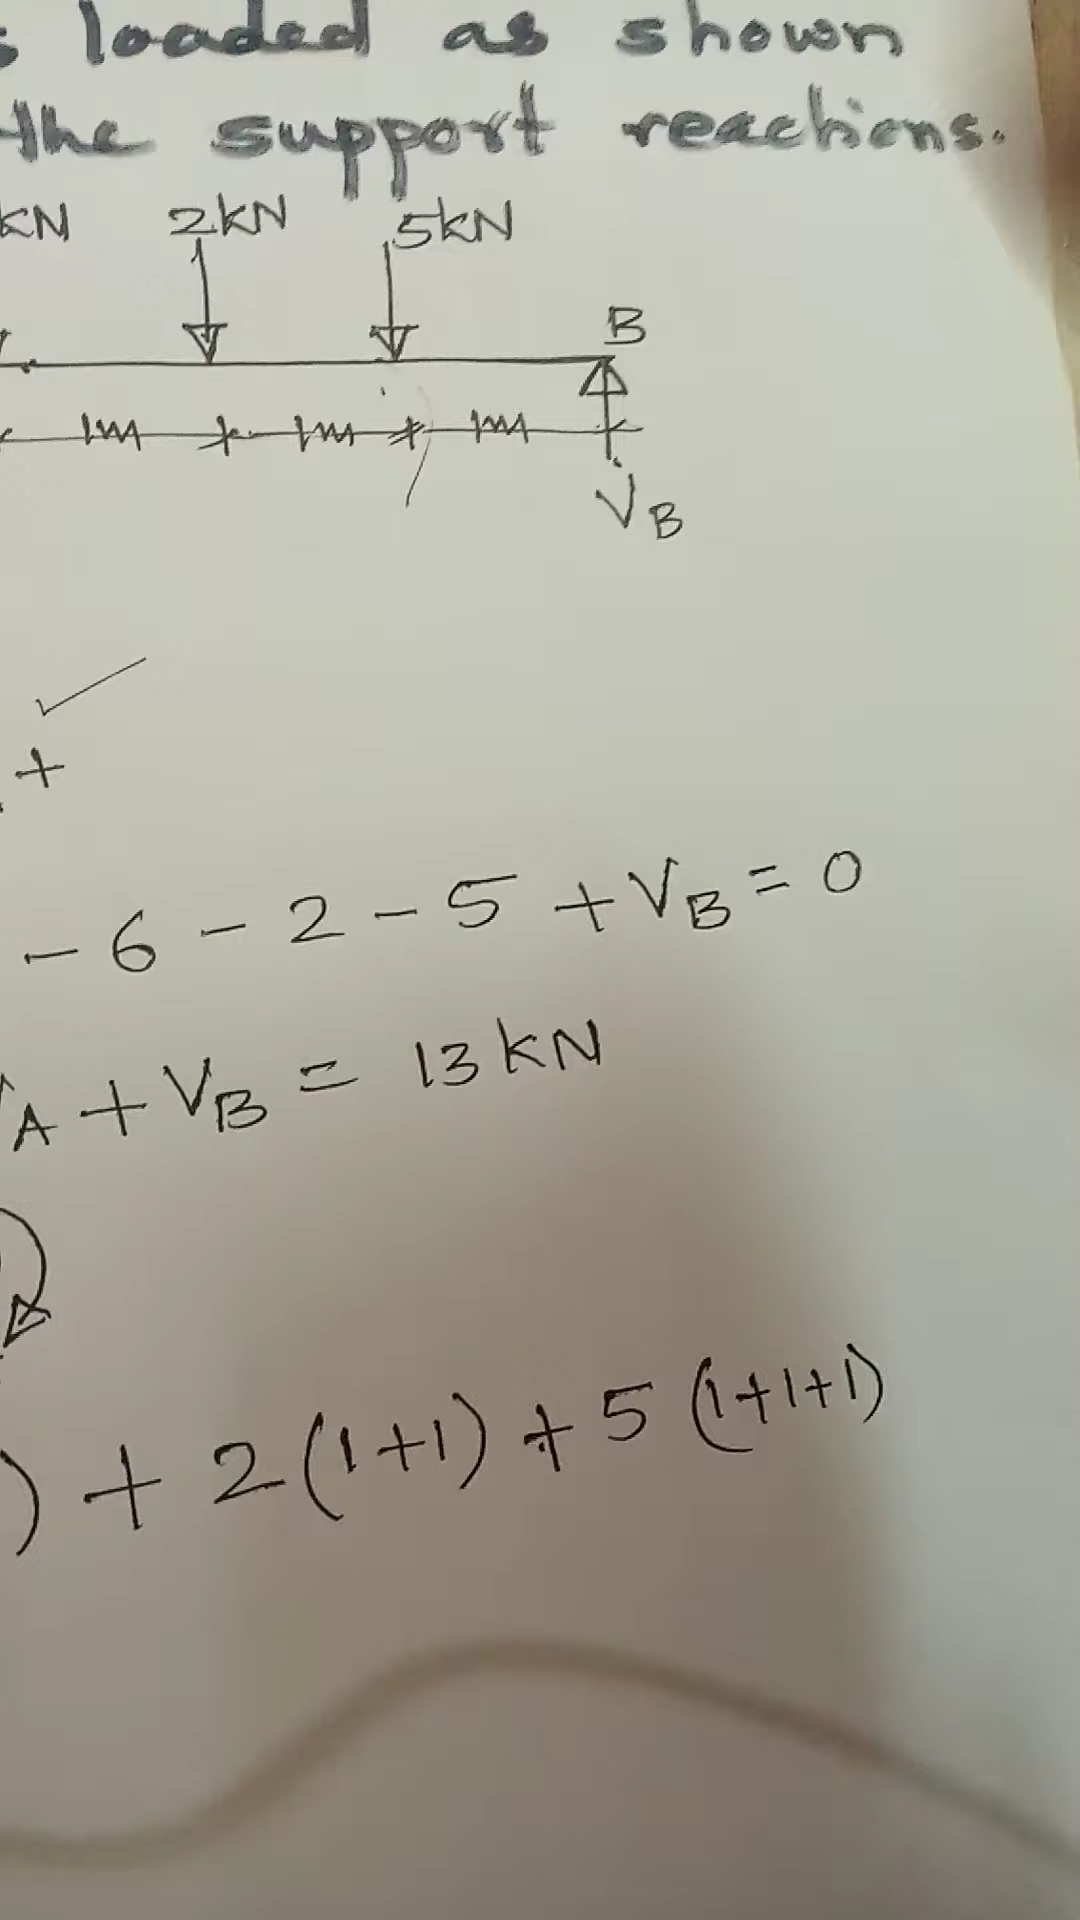 loaded as shown
the support reactions.
kN 2kN 5kN
B
1m 1m 1m
VB
+
- 6 - 2 - 5 + VB = 0
A + VB = 13 kN
) + 2 (1+1) + 5 (1+1+1)